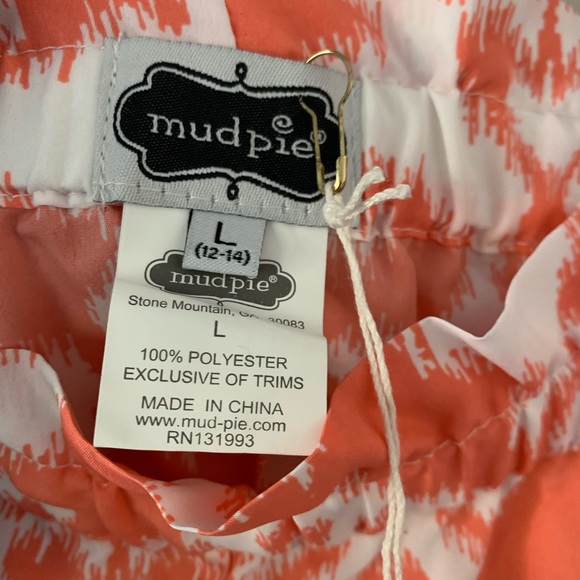 mudpie®
L
(12-14)
mudpie®
Stone Mountain, GA 30083
L
100% POLYESTER
EXCLUSIVE OF TRIMS
MADE IN CHINA
www.mud-pie.com
RN131993